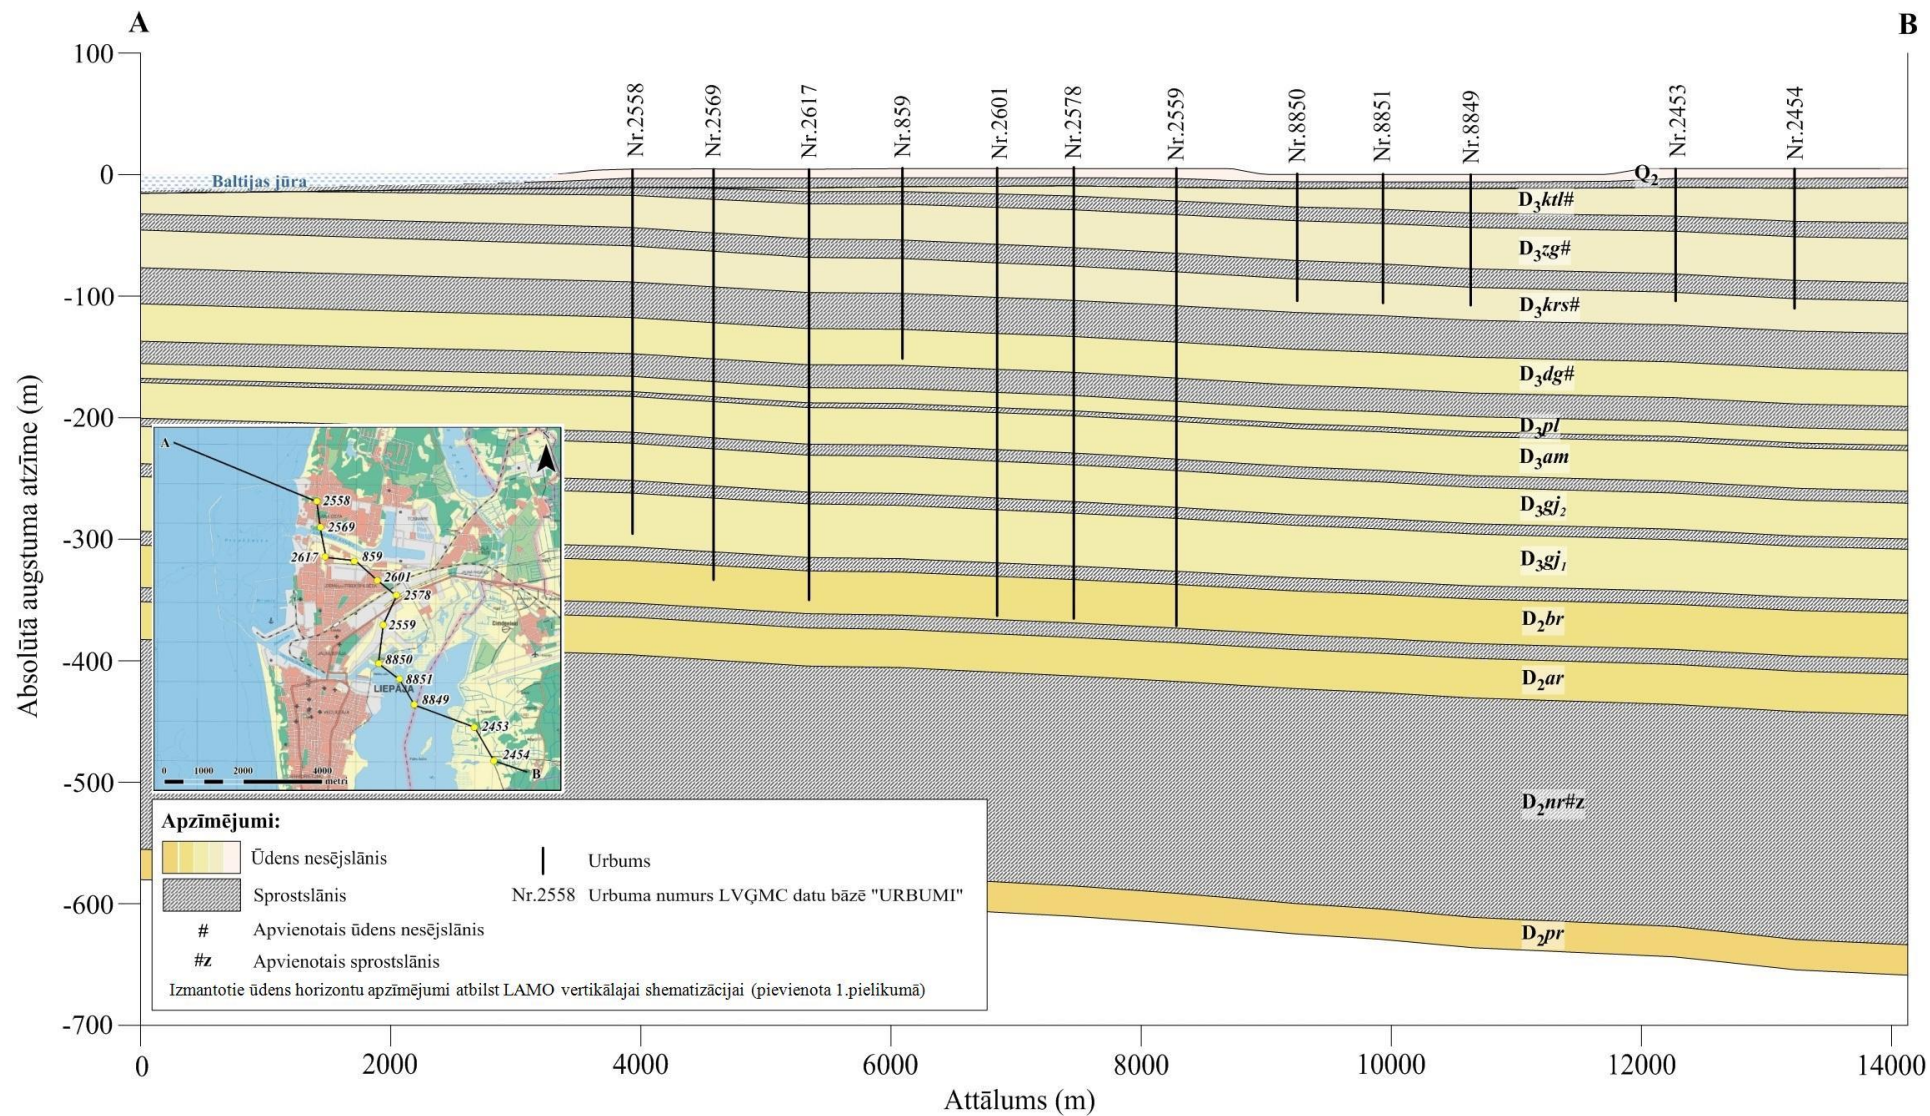 A
B
100
0
-100
-200
-300
-400
-500
-600
-700
Absolūtā augstuma atzīme (m)
Nr.2558
Nr.2569
Nr.2617
Nr.859
Nr.2601
Nr.2578
Nr.2559
Nr.8850
Nr.8851
Nr.8849
Nr.2453
Nr.2454
Baltijas jūra
Q2
D3ktl#
D3zg#
D3krs#
D3dg#
D3pl
D3am
D3gj2
D3gj1
D2br
D2ar
D2nr#z
D2pr
A
2558
2569
2617
859
2601
2578
2559
8850
8851
LIEPĀJA
8849
2453
2454
B
0 1000 2000 4000
metri
Apzīmējumi:
Ūdens nesējslānis
Sprostslānis
# Apvienotais ūdens nesējslānis
#z Apvienotais sprostslānis
Urbums
Nr.2558 Urbuma numurs LVĢMC datu bāzē "URBUMI"
Izmantotie ūdens horizontu apzīmējumi atbilst LAMO vertikālajai shematizācijai (pievienota 1.pielikumā)
0 2000 4000 6000 8000 10000 12000 14000
Attālums (m)